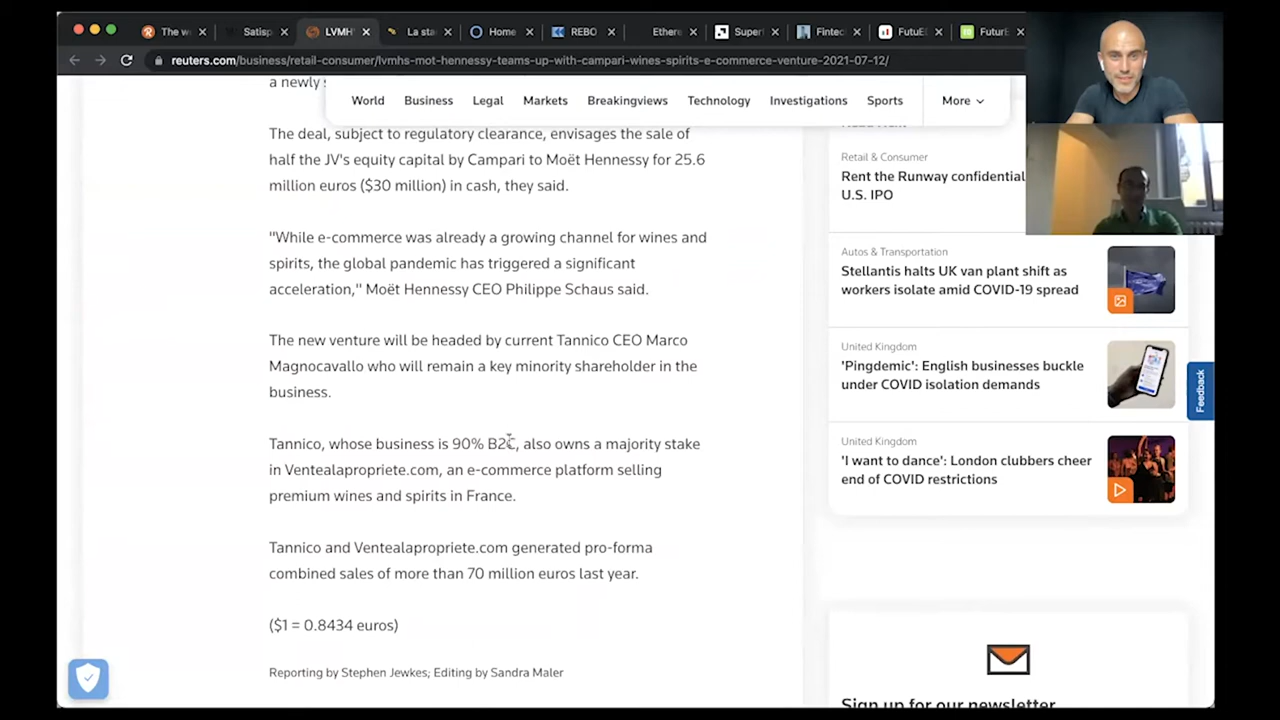 The w
Satisp
LVMH
La sta
Home
REBO
Ethere
Superf
Fintec
FutuE
FuturE
reuters.com/business/retail-consumer/lvmhs-mot-hennessy-teams-up-with-campari-wines-spirits-e-commerce-venture-2021-07-12/
World Business Legal Markets Breakingviews Technology Investigations Sports More
a newly
The deal, subject to regulatory clearance, envisages the sale of
half the JV's equity capital by Campari to Moët Hennessy for 25.6
million euros ($30 million) in cash, they said.
"While e-commerce was already a growing channel for wines and
spirits, the global pandemic has triggered a significant
acceleration," Moët Hennessy CEO Philippe Schaus said.
The new venture will be headed by current Tannico CEO Marco
Magnocavallo who will remain a key minority shareholder in the
business.
Tannico, whose business is 90% B2C, also owns a majority stake
in Ventealapropriete.com, an e-commerce platform selling
premium wines and spirits in France.
Tannico and Ventealapropriete.com generated pro-forma
combined sales of more than 70 million euros last year.
($1 = 0.8434 euros)
Reporting by Stephen Jewkes; Editing by Sandra Maler
Retail & Consumer
Rent the Runway confidential
U.S. IPO
Autos & Transportation
Stellantis halts UK van plant shift as
workers isolate amid COVID-19 spread
United Kingdom
'Pingdemic': English businesses buckle
under COVID isolation demands
United Kingdom
'I want to dance': London clubbers cheer
end of COVID restrictions
Feedback
Sign up for our newsletter